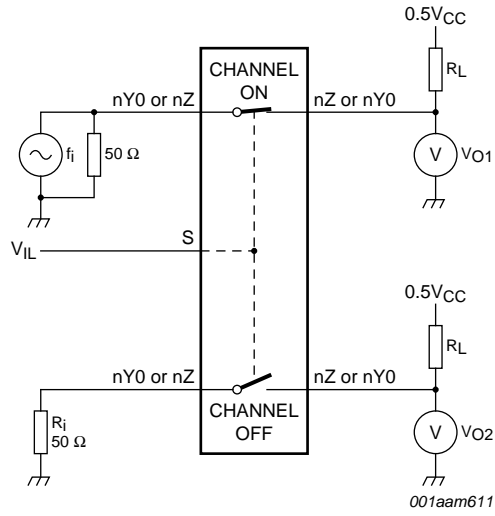 0.5VCC
RL
CHANNEL
ON
nY0 or nZ
nZ or nY0
fi
50 Ω
V
VO1
S
VIL
0.5VCC
RL
nY0 or nZ
nZ or nY0
Ri
50 Ω
CHANNEL
OFF
V
VO2
001aam611